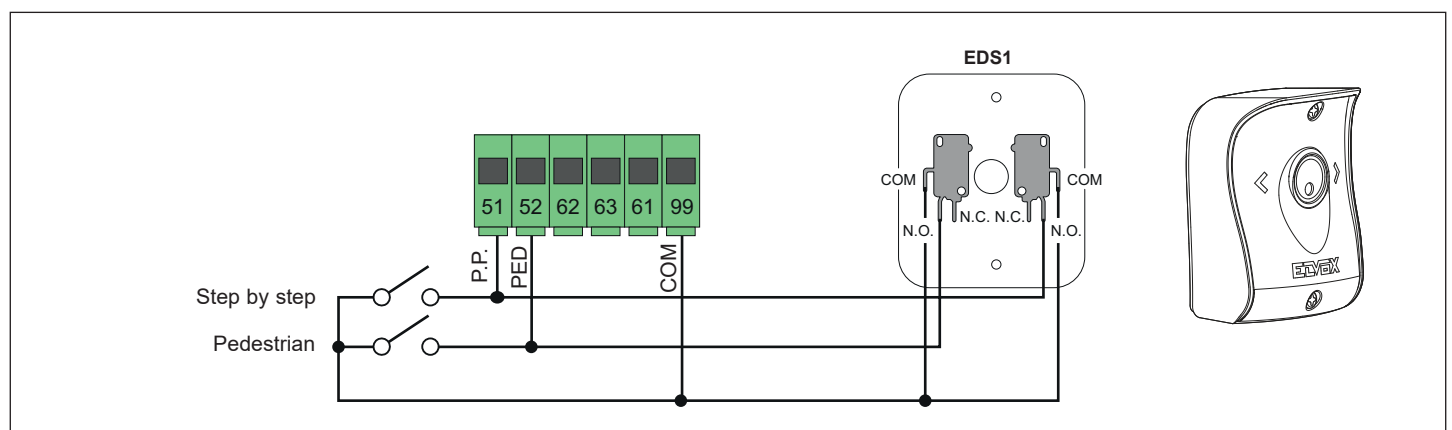 EDS1
51 52 62 63 61 99
P.P.
PED
COM
COM
COM
N.C. N.C.
N.O.
N.O.
Step by step
Pedestrian
ELVOX